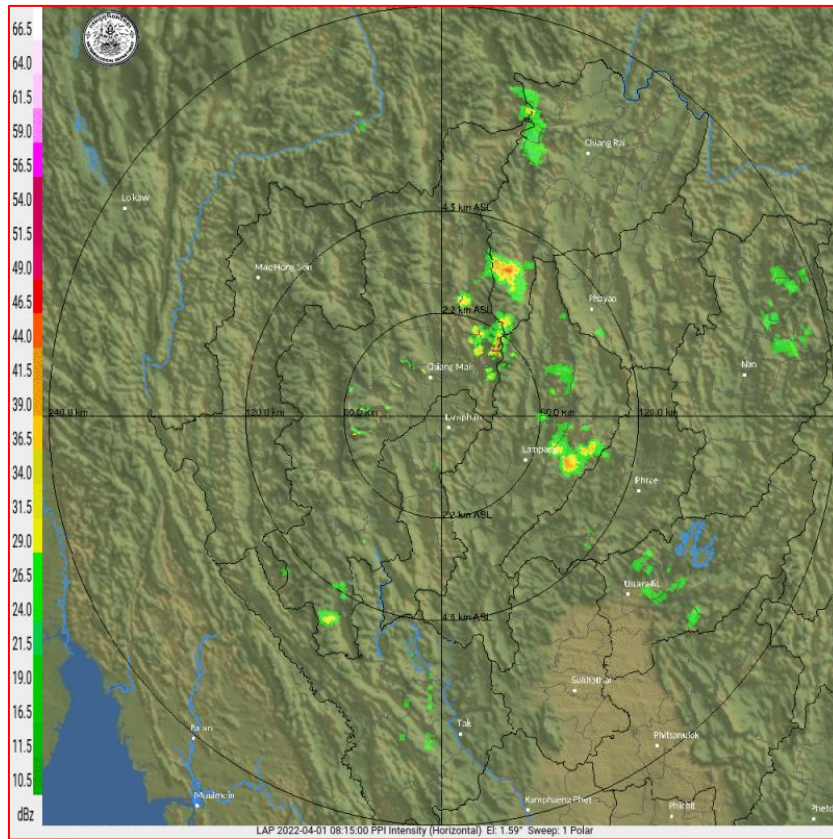 66.5
64.0
61.5
59.0
56.5
54.0
51.5
49.0
46.5
44.0
41.5
39.0
36.5
34.0
31.5
29.0
26.5
24.0
21.5
19.0
16.5
11.5
10.5
dBz
Chiang Rai
Loikaw
4.5 km ASL
Mae Hong Son
Phayao
2.2 km ASL
Nan
Chiang Mai
240.0 km
120.0 km
60.0 km
60.0 km
120.0 km
Lamphun
Lampang
Phrae
2.2 km ASL
Uttaradit
4.5 km ASL
Sukhothai
Tak
Pa'an
Phitsanulok
Moulmein
Kamphaeng Phet
Phichit
LAP 2022-04-01 08:15:00 PPI Intensity (Horizontal) El: 1.59° Sweep: 1 Polar